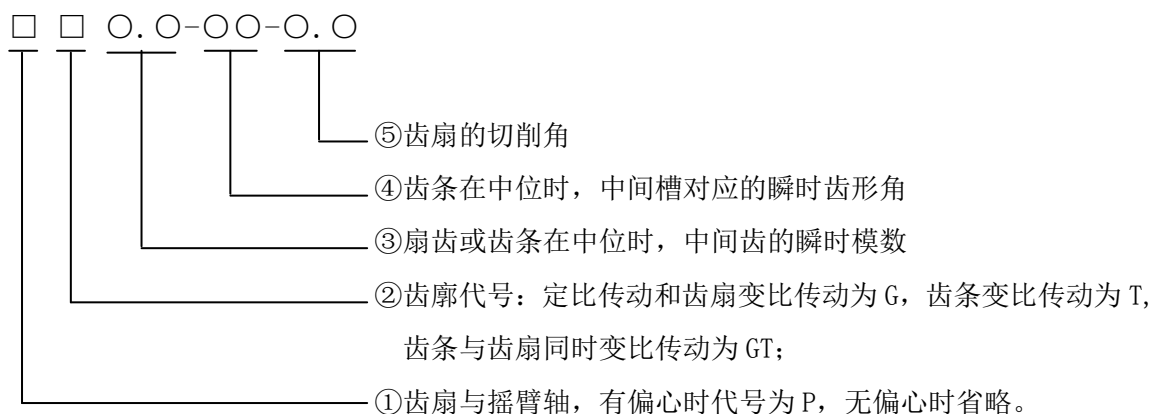 □ □ ○.○-○○-○.○
⑤齿扇的切削角
④齿条在中位时，中间槽对应的瞬时齿形角
③扇齿或齿条在中位时，中间齿的瞬时模数
②齿廓代号：定比传动和齿扇变比传动为 G，齿条变比传动为 T,
齿条与齿扇同时变比传动为 GT；
①齿扇与摇臂轴，有偏心时代号为 P，无偏心时省略。